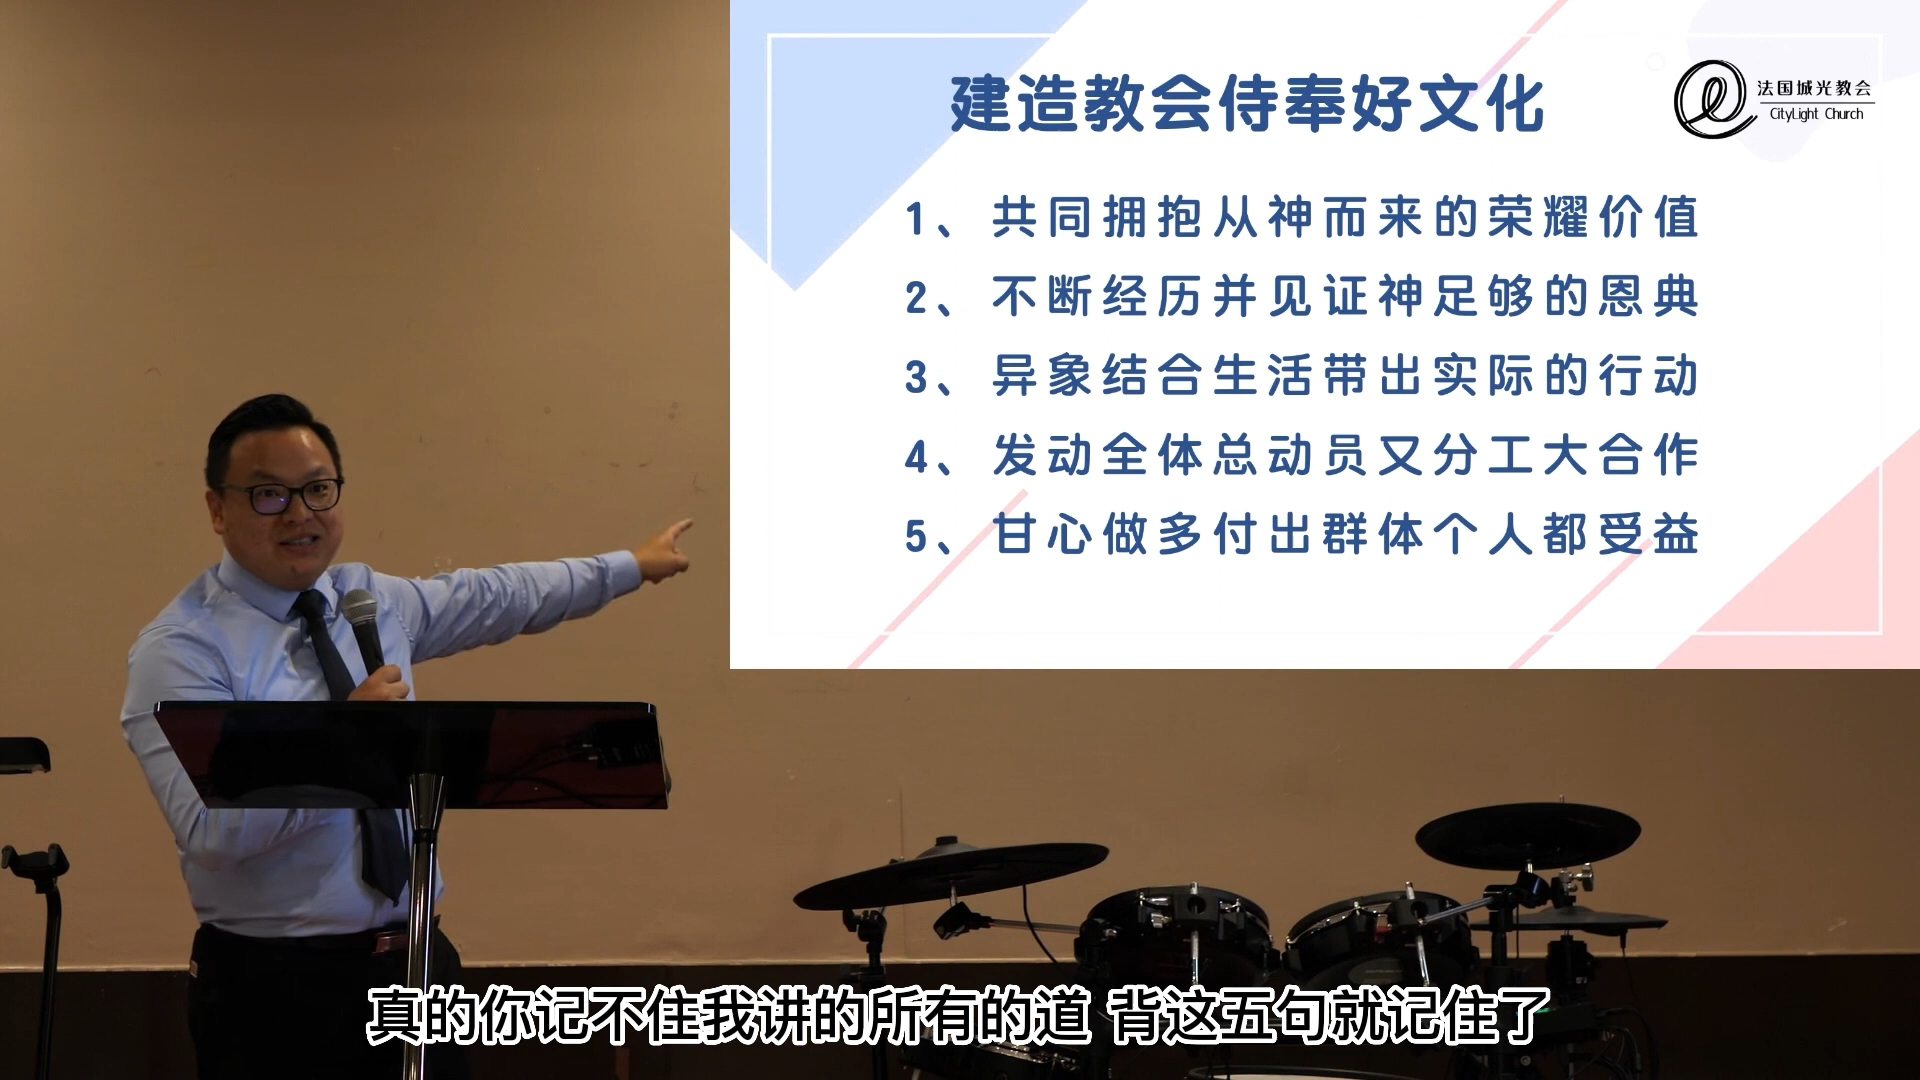 建造教会侍奉好文化
法国城光教会
CityLight Church
1、共同拥抱从神而来的荣耀价值
2、不断经历并见证神足够的恩典
3、异象结合生活带出实际的行动
4、发动全体总动员又分工大合作
5、甘心做多付出群体个人都受益
真的你记不住我讲的所有的道 背这五句就记住了